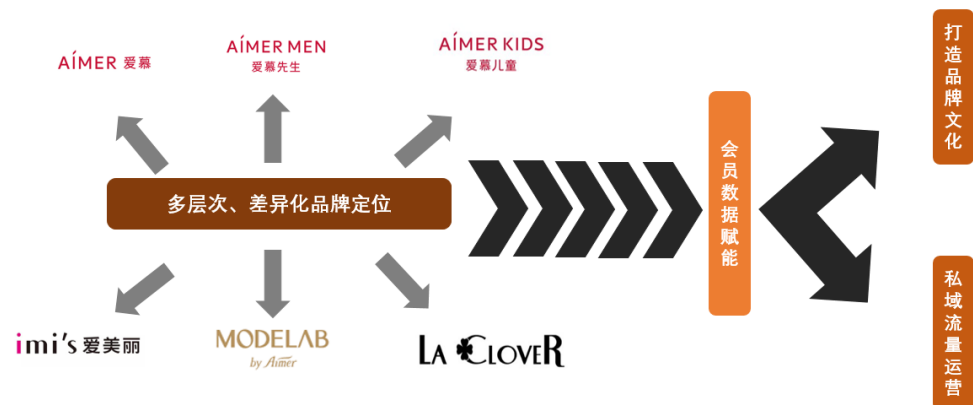 AÍMER 爱慕
AÍMER MEN
爱慕先生
AÍMER KIDS
爱慕儿童
多层次、差异化品牌定位
imi's 爱美丽
MODELAB
by Aimer
LA CLOVER
会员数据赋能
打造品牌文化
私域流量运营